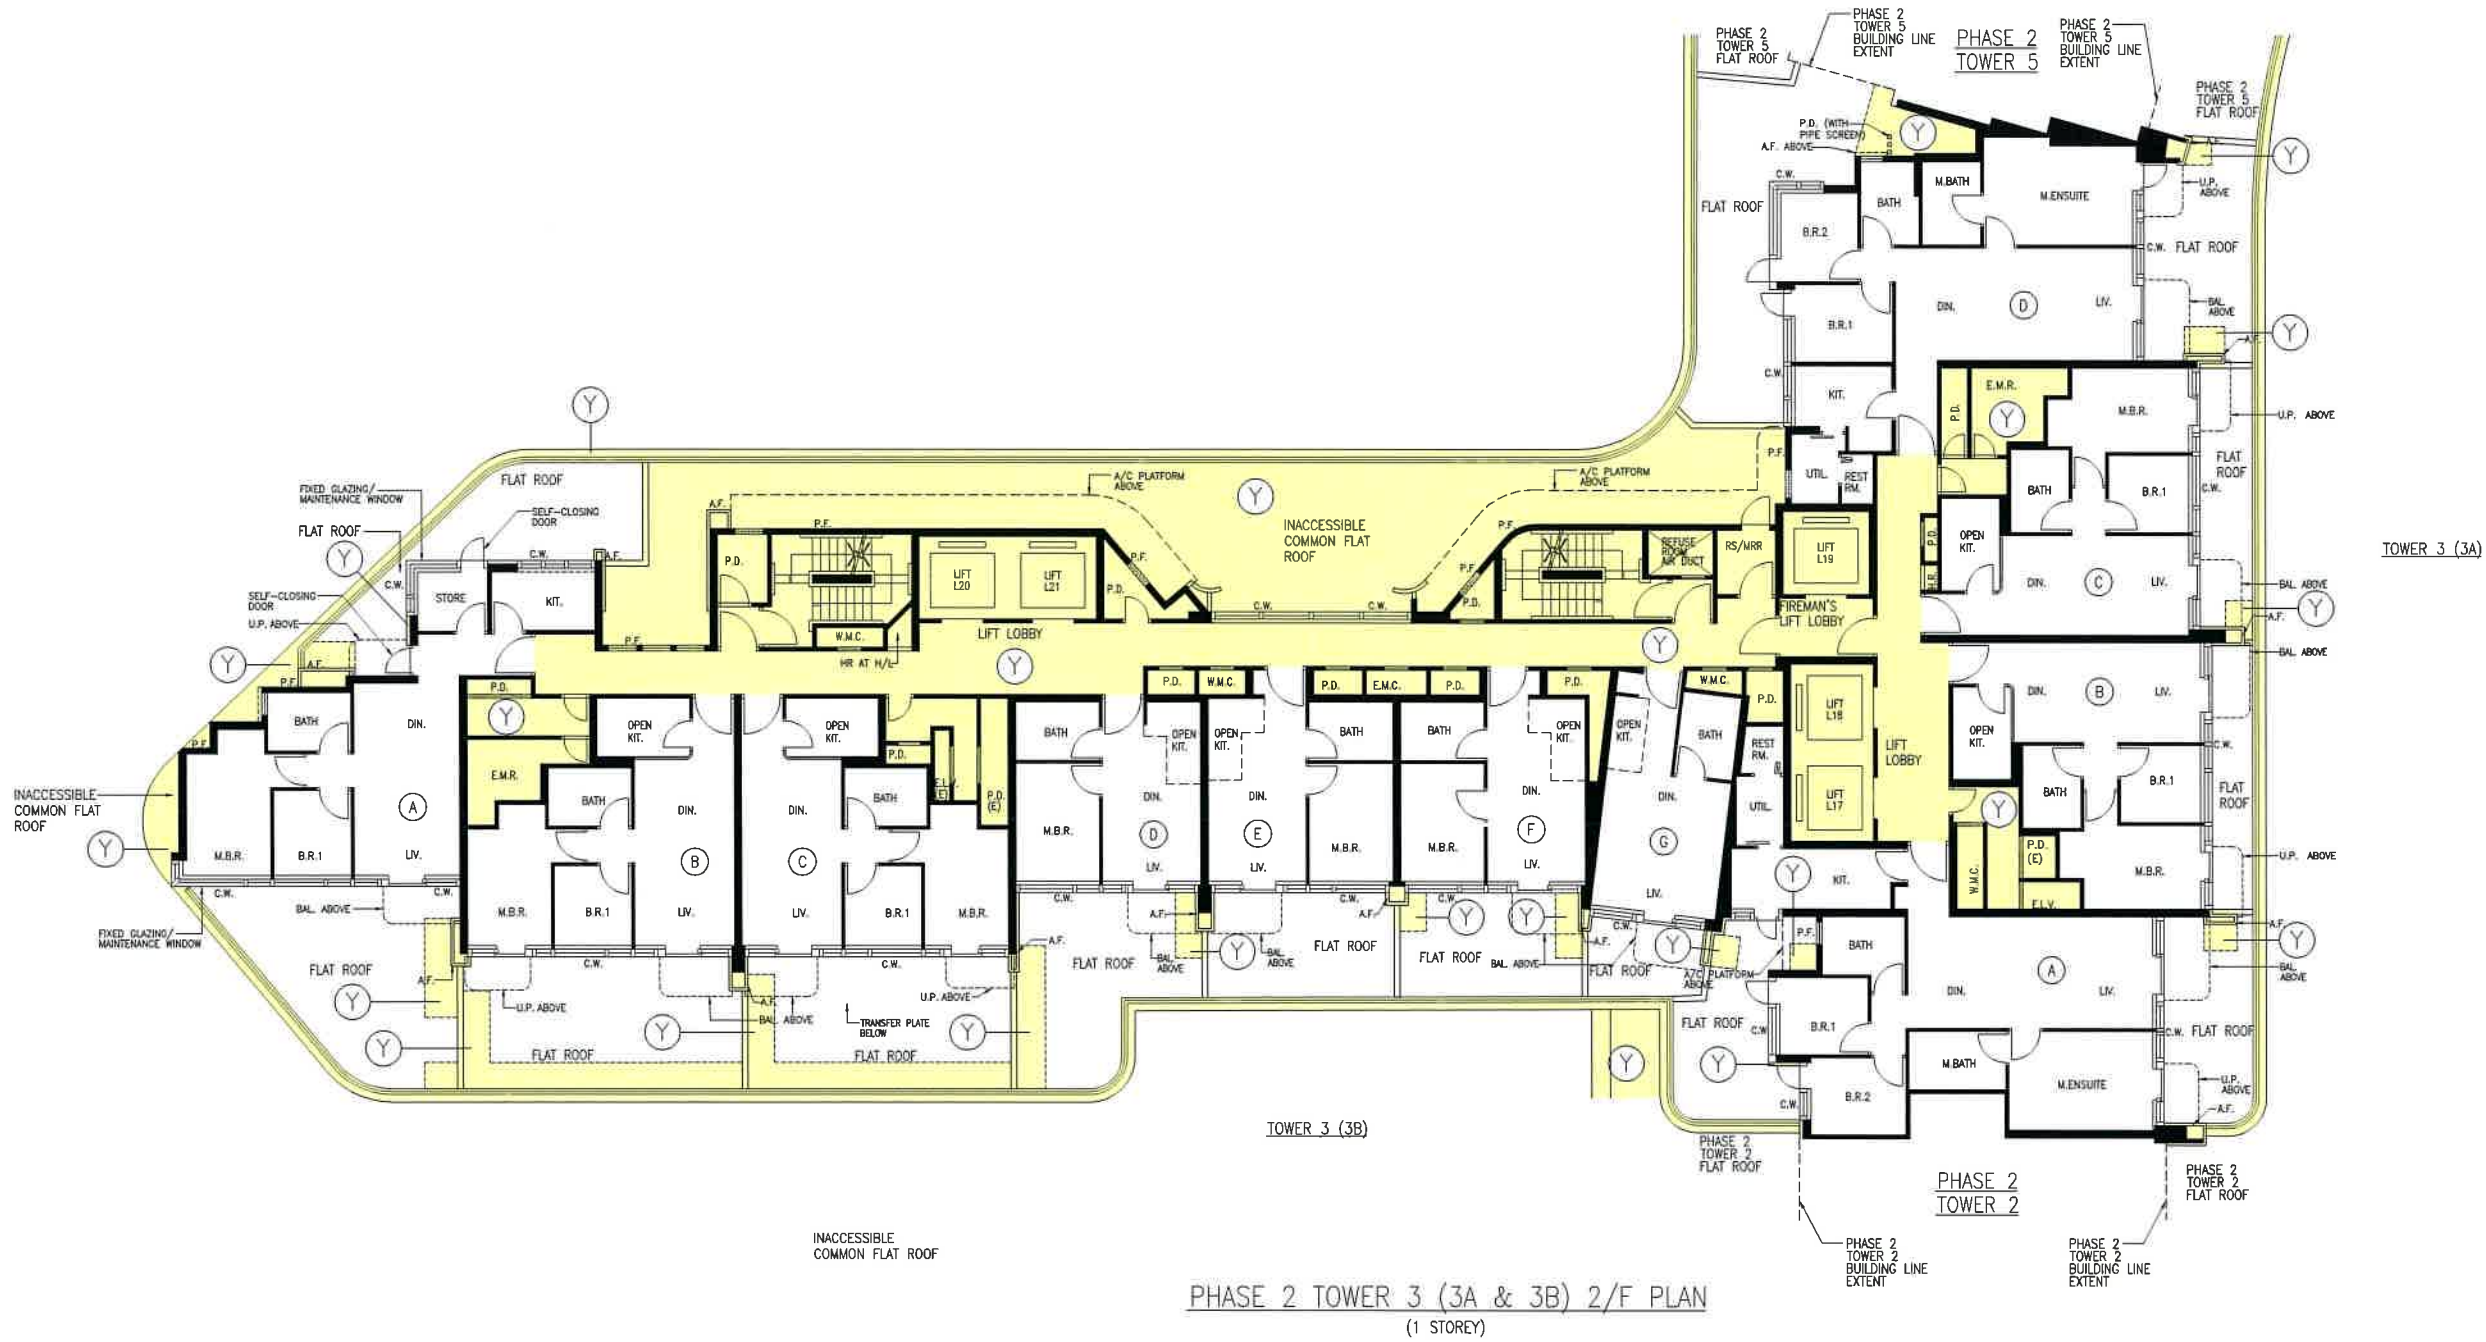 PHASE 2
TOWER 5
FLAT ROOF
PHASE 2
TOWER 5
BUILDING LINE
EXTENT
PHASE 2
TOWER 5
PHASE 2
TOWER 5
BUILDING LINE
EXTENT
PHASE 2
TOWER 5
FLAT ROOF
P.D. (WITH
PIPE SCREEN)
A.F. ABOVE
Y
A.F.
Y
C.W.
M.BATH
M.ENSUITE
U.P.
ABOVE
FLAT ROOF
BATH
B.R.2
C.W.
FLAT ROOF
DIN.
D
LIV.
BAL.
ABOVE
B.R.1
Y
A.F.
C.W.
KIT.
P.D.
E.M.R.
Y
M.B.R.
U.P. ABOVE
Y
P.F.
FLAT
ROOF
UTIL.
REST
RM.
BATH
B.R.1
C.W.
FLAT ROOF
FIXED GLAZING/
MAINTENANCE WINDOW
A/C PLATFORM
ABOVE
A/C PLATFORM
ABOVE
Y
A.F.
SELF-CLOSING
DOOR
FLAT ROOF
P.F.
INACCESSIBLE
COMMON FLAT
ROOF
P.F.
P.D.
OPEN
KIT.
TOWER 3 (3A)
C.W.
A.F.
P.D.
LIFT
L20
LIFT
L21
P.F.
P.F.
REFUSE
ROOM
AIR DUCT
RS/MRR
LIFT
L19
Y
C.W.
STORE
KIT.
P.D.
P.D.
H.R.
DIN.
C
LIV.
BAL. ABOVE
SELF-CLOSING
DOOR
U.P. ABOVE
C.W.
C.W.
FIREMAN'S
LIFT LOBBY
Y
A.F.
P.F.
W.M.C.
LIFT LOBBY
HR AT H/L
Y
Y
Y
A.F.
P.F.
BAL. ABOVE
P.D.
P.D.
W.M.C.
P.D.
E.M.C.
P.D.
P.D.
W.M.C.
P.D.
LIFT
L18
DIN.
B
LIV.
Y
BATH
DIN.
OPEN
KIT.
OPEN
KIT.
BATH
OPEN
KIT.
OPEN
KIT.
BATH
BATH
OPEN
KIT.
OPEN
KIT.
BATH
REST
RM.
OPEN
KIT.
P.F.
C.W.
LIFT
LOBBY
P.D.
E.M.R.
BATH
B.R.1
FLAT
ROOF
INACCESSIBLE
COMMON FLAT
ROOF
A
BATH
DIN.
DIN.
BATH
P.D.
(E)
DIN.
DIN.
DIN.
DIN.
UTIL.
LIFT
L17
Y
Y
M.B.R.
B.R.1
LIV.
B
C
M.B.R.
D
LIV.
E
LIV.
M.B.R.
M.B.R.
F
LIV.
G
P.D.
(E)
U.P. ABOVE
M.B.R.
W.M.C.
Y
KIT.
E.L.V.
C.W.
C.W.
BAL. ABOVE
M.B.R.
B.R.1
LIV.
LIV.
B.R.1
M.B.R.
C.W.
A.F.
C.W.
A.F.
C.W.
LIV.
FIXED GLAZING/
MAINTENANCE WINDOW
Y
Y
C.W.
Y
P.F.
BATH
A.F.
Y
A.F.
A.F.
FLAT ROOF
A.F.
C.W.
C.W.
FLAT ROOF
BAL.
ABOVE
Y
BAL.
ABOVE
FLAT ROOF
FLAT ROOF
BAL. ABOVE
FLAT ROOF
A/C PLATFORM
ABOVE
A
BAL.
ABOVE
Y
U.P. ABOVE
A.F.
U.P. ABOVE
DIN.
LIV.
BAL. ABOVE
Y
TRANSFER PLATE
BELOW
Y
FLAT ROOF
C.W.
B.R.1
C.W.
FLAT ROOF
Y
FLAT ROOF
FLAT ROOF
Y
Y
M.BATH
M.ENSUITE
U.P.
ABOVE
C.W.
B.R.2
A.F.
TOWER 3 (3B)
PHASE 2
TOWER 2
FLAT ROOF
PHASE 2
TOWER 2
PHASE 2
TOWER 2
FLAT ROOF
INACCESSIBLE
COMMON FLAT ROOF
PHASE 2
TOWER 2
BUILDING LINE
EXTENT
PHASE 2
TOWER 2
BUILDING LINE
EXTENT
PHASE 2 TOWER 3 (3A & 3B) 2/F PLAN
(1 STOREY)